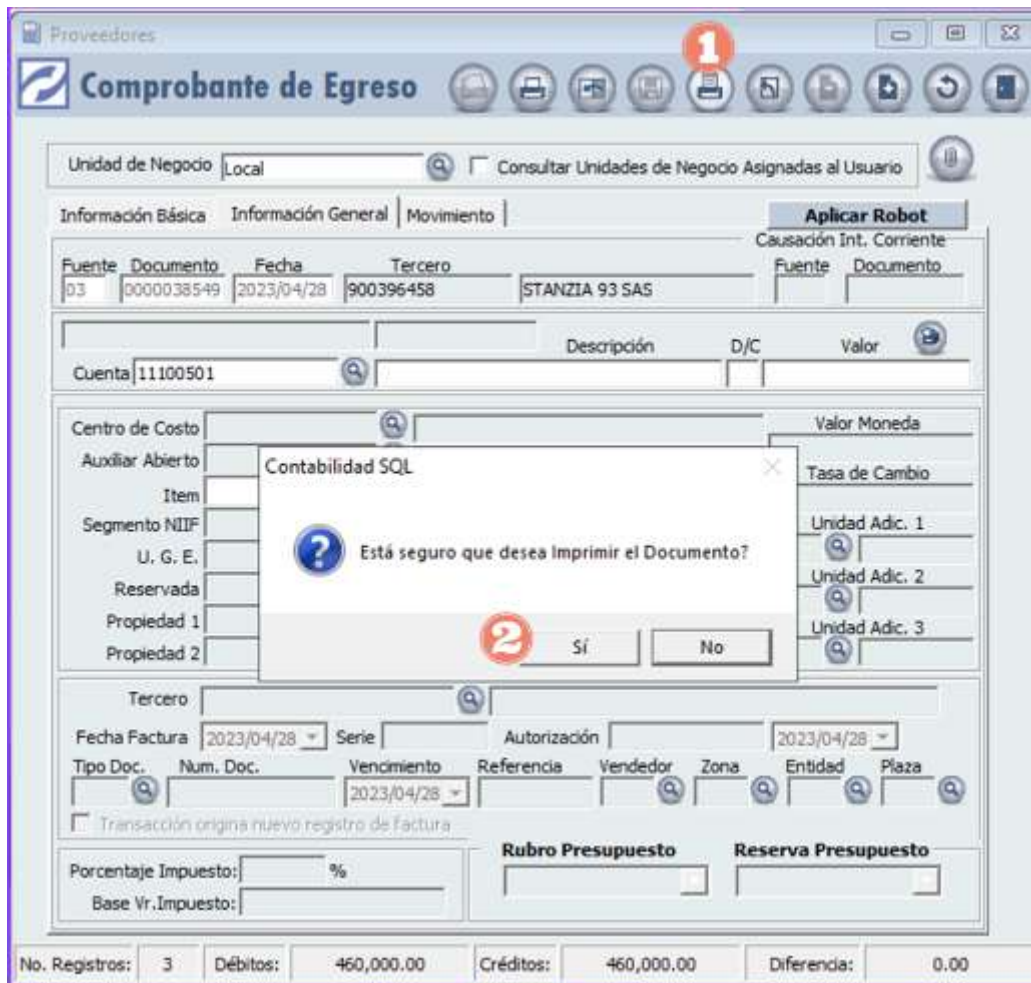 Proveedores
1
Comprobante de Egreso
Unidad de Negocio Local Consultar Unidades de Negocio Asignadas al Usuario
Información Básica Información General Movimiento Aplicar Robot
Causación Int. Corriente
Fuente Documento Fecha Tercero Fuente Documento
03 0000038549 2023/04/28 900396458 STANZIA 93 SAS
Descripción D/C Valor
Cuenta 11100501
Centro de Costo Valor Moneda
Auxiliar Abierto Contabilidad SQL Tasa de Cambio
Item
Segmento NIIF Unidad Adic. 1
Está seguro que desea Imprimir el Documento?
U. G. E.
Reservada Unidad Adic. 2
Propiedad 1 Unidad Adic. 3
2 Sí No
Propiedad 2
Tercero
Fecha Factura 2023/04/28 Serie Autorización 2023/04/28
Tipo Doc. Num. Doc. Vencimiento Referencia Vendedor Zona Entidad Plaza
2023/04/28
Transacción origina nuevo registro de factura
Rubro Presupuesto Reserva Presupuesto
Porcentaje Impuesto: %
Base Vr.Impuesto:
No. Registros: 3 Débitos: 460,000.00 Créditos: 460,000.00 Diferencia: 0.00